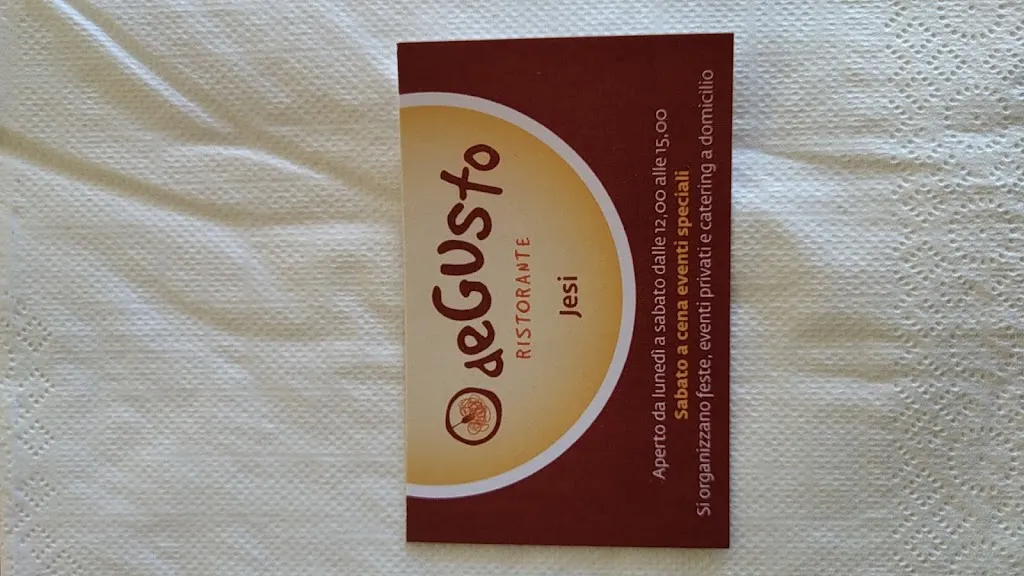 deGUsto
RISTORANTE
Jesi
Aperto da lunedì a sabato dalle 12,00 alle 15,00
Sabato a cena eventi speciali
Si organizzano feste, eventi privati e catering a domicilio